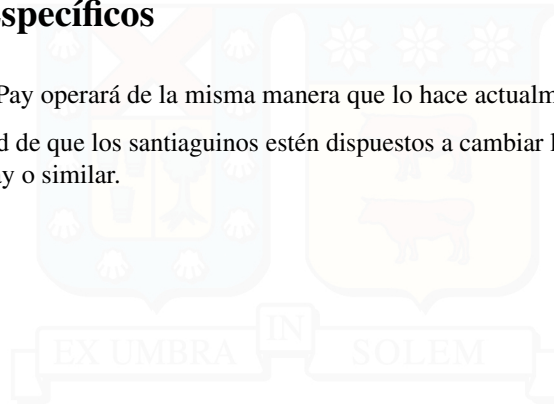 specíficos
Pay operará de la misma manera que lo hace actualm
d de que los santiaguinos estén dispuestos a cambiar l
y o similar.
IN
EX UMBRA SOLEM